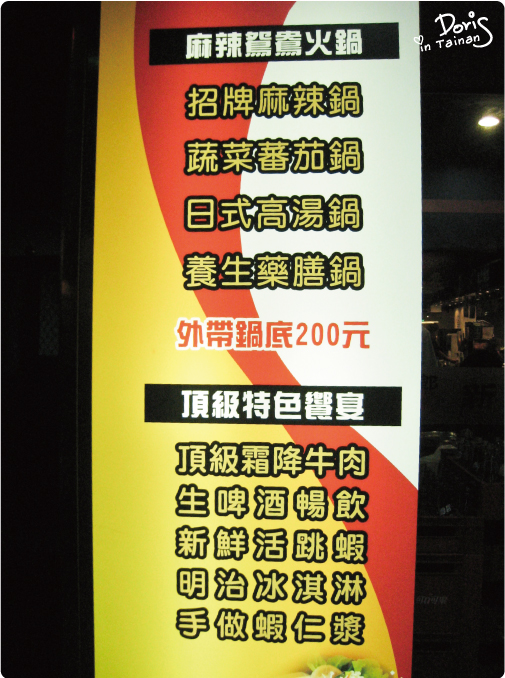 Doris
in Tainan
麻辣鴛鴦火鍋
招牌麻辣鍋
蔬菜蕃茄鍋
日式高湯鍋
養生藥膳鍋
外帶鍋底200元
頂級特色饗宴
頂級霜降牛肉
生啤酒暢飲
新鮮活跳蝦
明治冰淇淋
手做蝦仁漿